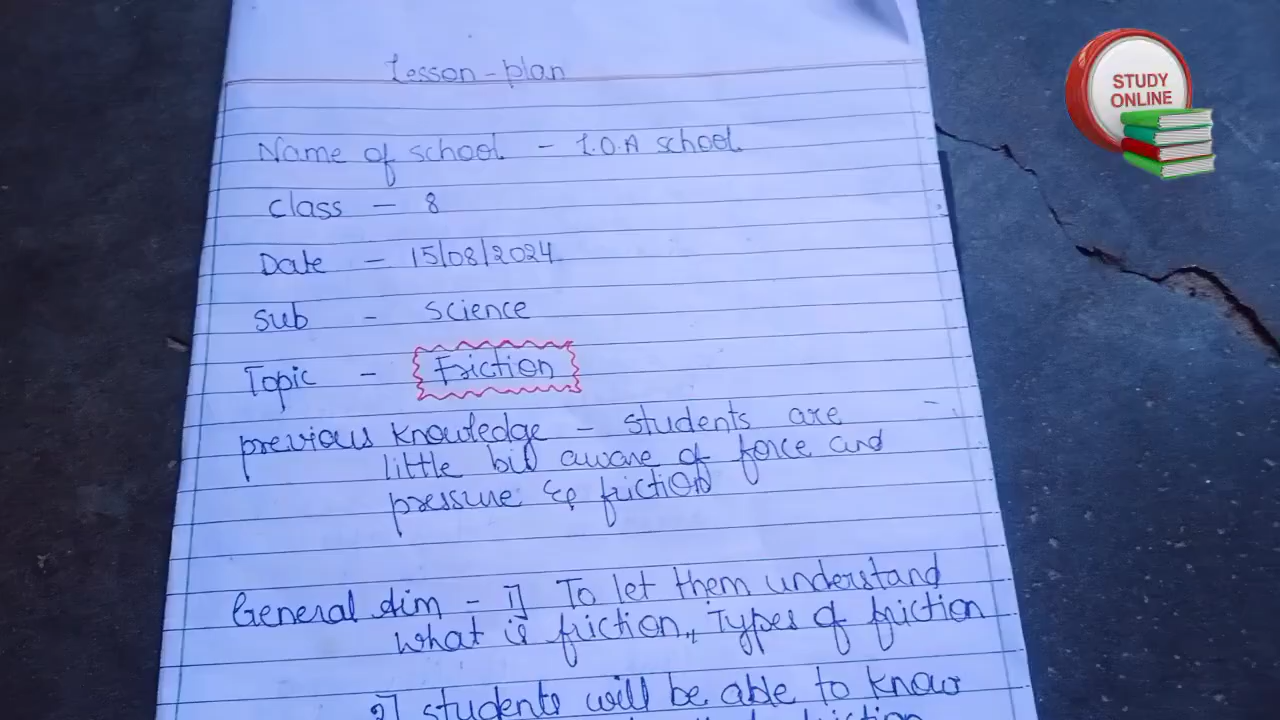 Lesson-plan
Name of school - I.O.A school
class - 8
Date - 15/08/2024
Sub - Science
Topic - Friction
previous knowledge - students are
little bit aware of force and
pressure & friction
General Aim - 1] To let them understand
what is friction, Types of friction
2] students will be able to know
friction
STUDY
ONLINE